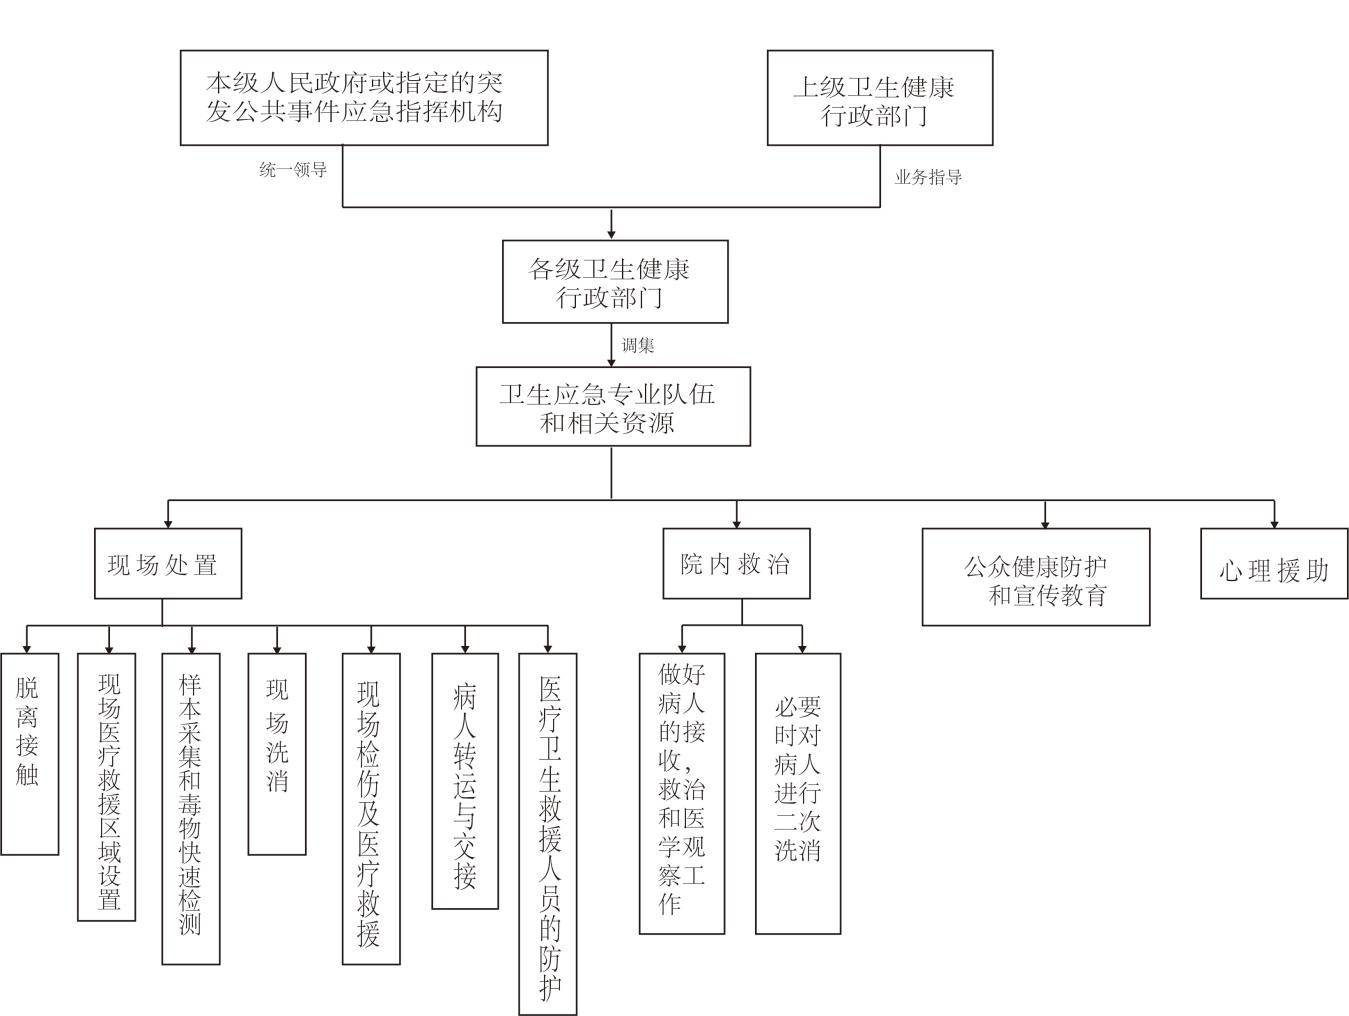 本级人民政府或指定的突
发公共事件应急指挥机构
上级卫生健康
行政部门
统一领导
业务指导
各级卫生健康
行政部门
调集
卫生应急专业队伍
和相关资源
现场处置
院内救治
公众健康防护
和宣传教育
心理援助
脱离接触
现场医疗救援区域设置
样本采集和毒物快速检测
现场洗消
现场检伤及医疗救援
病人转运与交接
医疗卫生救援人员的防护
做好
病人
的接
收，
救治
和医
学观
察工
作
必要
时对
病人
进行
二次
洗消